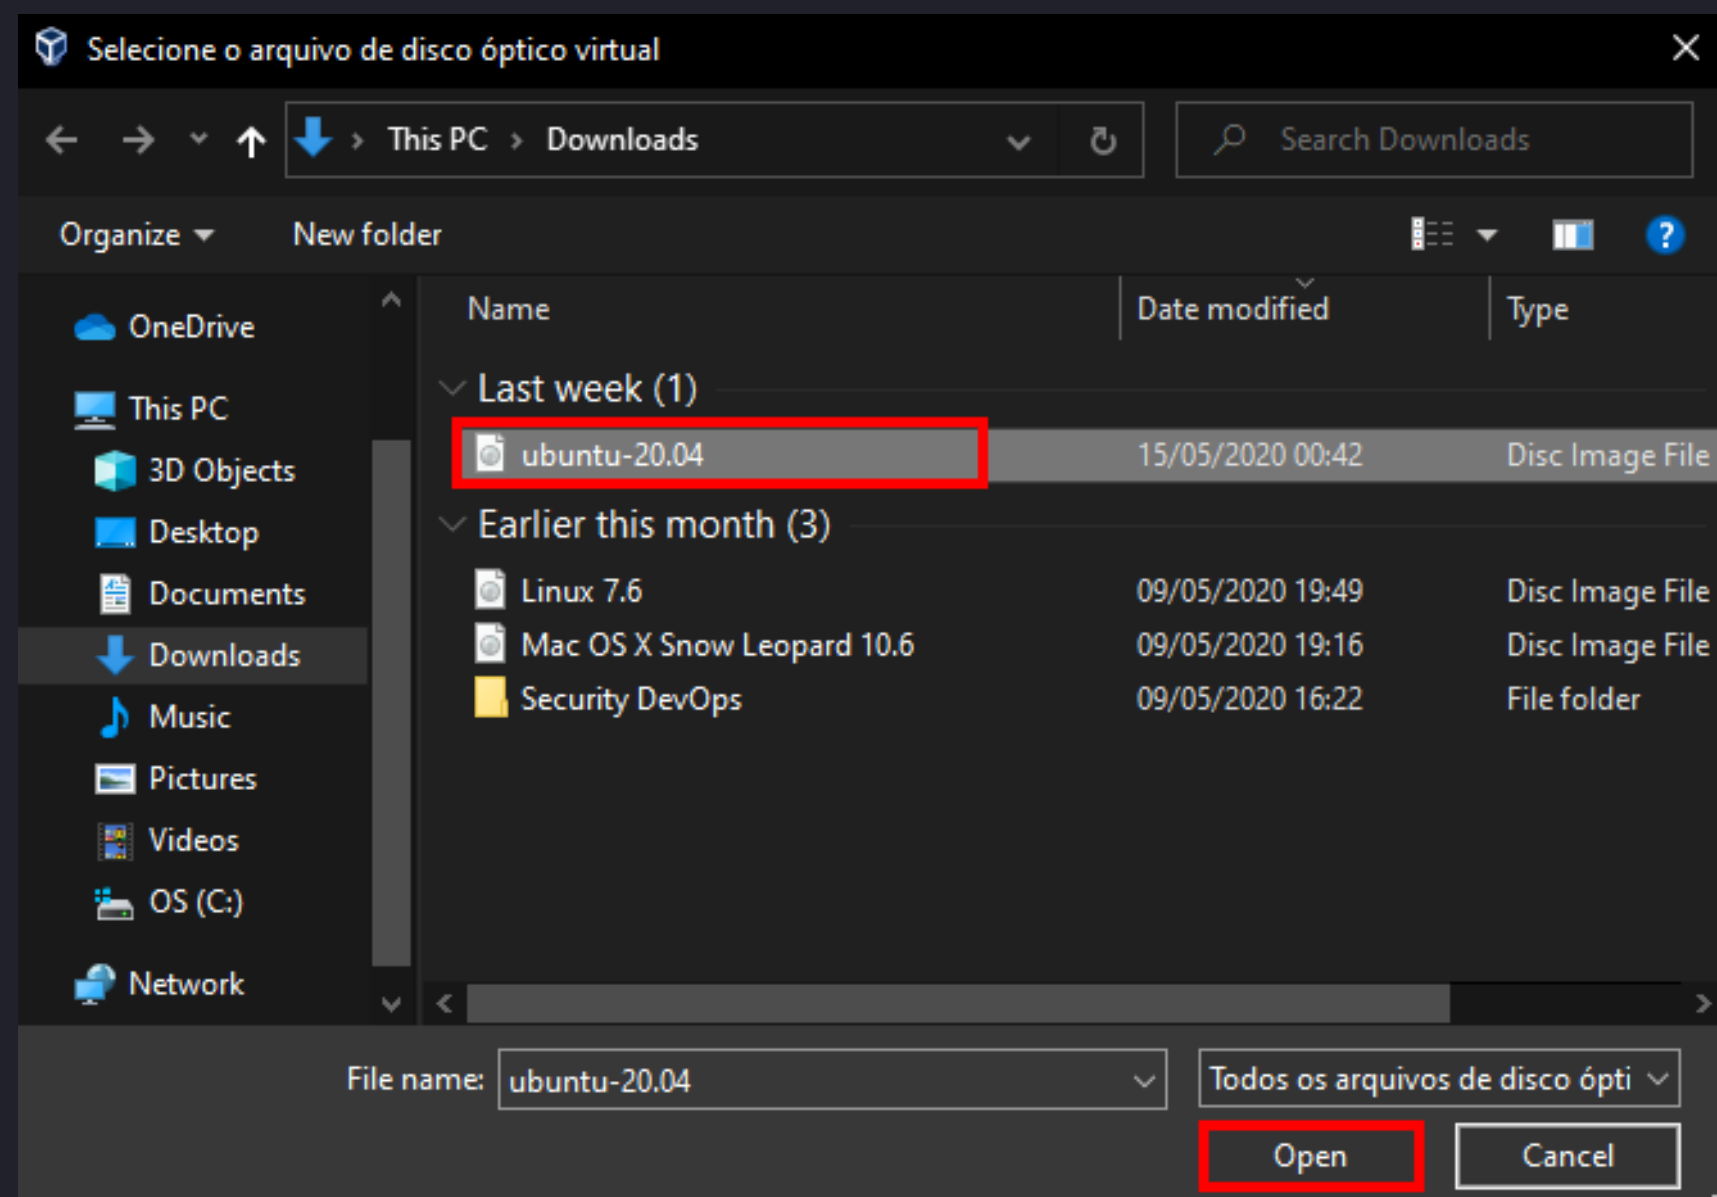 Selecione o arquivo de disco óptico virtual
This PC > Downloads
Search Downloads
Organize
New folder
Name Date modified Type
OneDrive
This PC
3D Objects
Desktop
Documents
Downloads
Music
Pictures
Videos
OS (C:)
Network
Last week (1)
ubuntu-20.04 15/05/2020 00:42 Disc Image File
Earlier this month (3)
Linux 7.6 09/05/2020 19:49 Disc Image File
Mac OS X Snow Leopard 10.6 09/05/2020 19:16 Disc Image File
Security DevOps 09/05/2020 16:22 File folder
File name: ubuntu-20.04 Todos os arquivos de disco ópti
Open Cancel